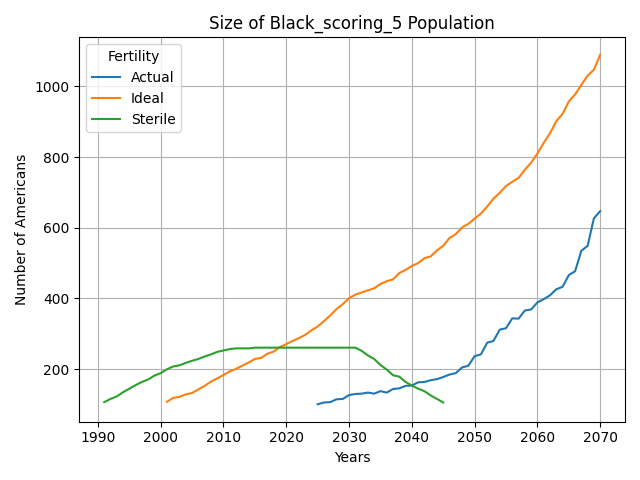 Size of Black_scoring_5 Population
Fertility
Actual
Ideal
Sterile
Number of Americans
1000
800
600
400
200
1990 2000 2010 2020 2030 2040 2050 2060 2070
Years